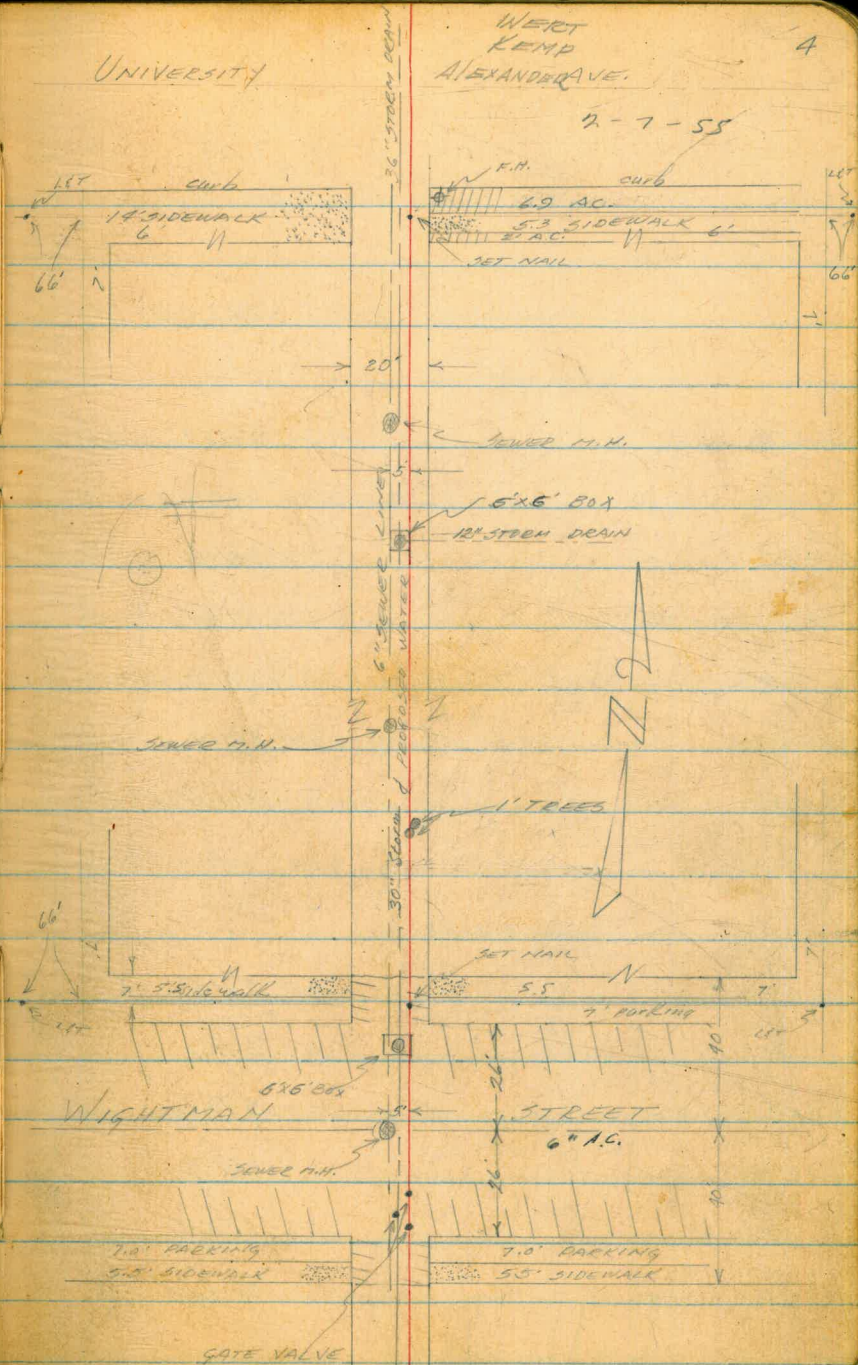 WERT
KEMP
UNIVERSITY
ALEXANDER AVE.
4
2-7-55
36" STORM DRAIN
F.H.
L&T
curb
curb
L&T
14' SIDEWALK
6.9 AC.
5.3 SIDEWALK
6
2' A.C.
6'
SET NAIL
66'
66'
7'
20'
SEWER M.H.
5
6'X6' BOX
12" STORM DRAIN
6" SEWER LINE
PROPOSED WATER
N
SEWER M.H.
1' TREES
30" STORM
66'
SET NAIL
7' 5.5 Sidewalk
5.5
7'
7'
7' parking
L&T
L&T
6'X6' BOX
26'
40'
WIGHTMAN
5'
STREET
6" A.C.
SEWER M.H.
26'
40'
7.0' PARKING
7.0' PARKING
5.5' SIDEWALK
5.5' SIDEWALK
GATE VALVE